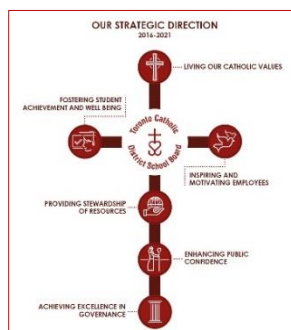 OUR STRATEGIC DIRECTION
2016-2021
LIVING OUR CATHOLIC VALUES
FOSTERING STUDENT
ACHIEVEMENT AND WELL BEING
Toronto Catholic
District School Board
INSPIRING AND
MOTIVATING EMPLOYEES
PROVIDING STEWARDSHIP
OF RESOURCES
ENHANCING PUBLIC
CONFIDENCE
ACHIEVING EXCELLENCE IN
GOVERNANCE